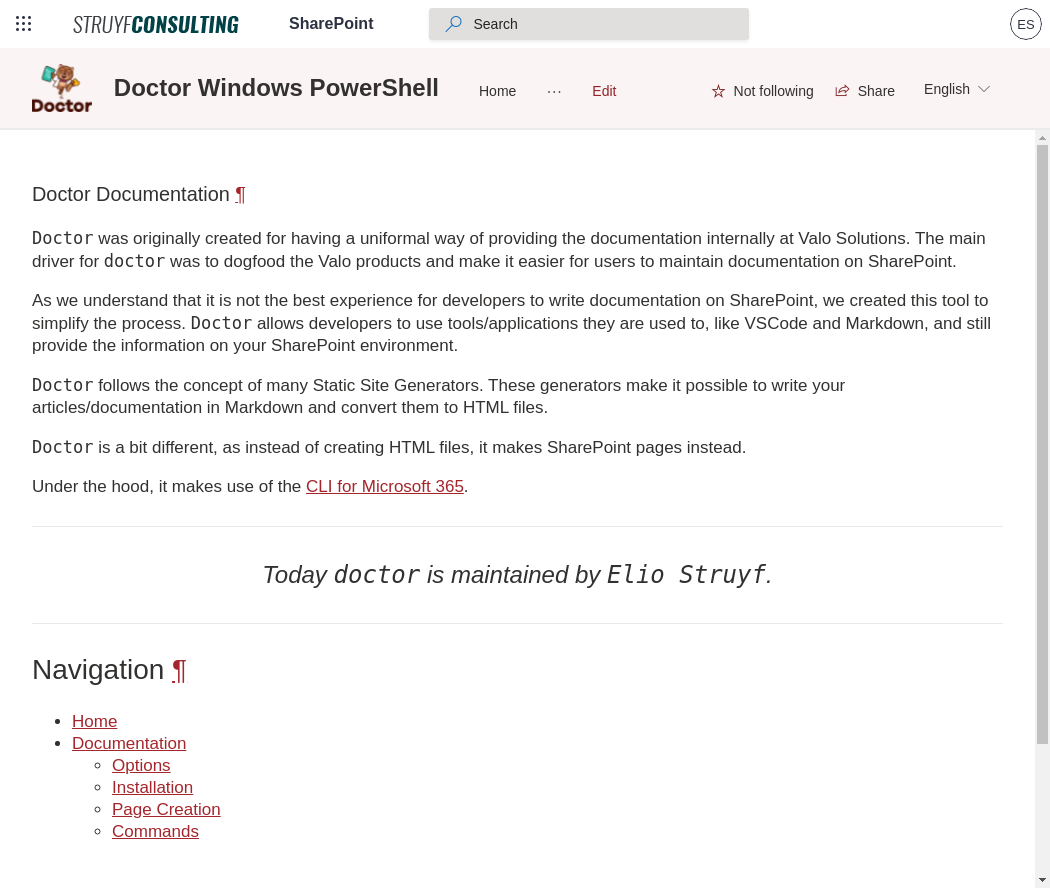 STRUYFCONSULTING SharePoint Search ES
Doctor Doctor Windows PowerShell Home ... Edit Not following Share English
Doctor Documentation ¶
Doctor was originally created for having a uniformal way of providing the documentation internally at Valo Solutions. The main
driver for doctor was to dogfood the Valo products and make it easier for users to maintain documentation on SharePoint.
As we understand that it is not the best experience for developers to write documentation on SharePoint, we created this tool to
simplify the process. Doctor allows developers to use tools/applications they are used to, like VSCode and Markdown, and still
provide the information on your SharePoint environment.
Doctor follows the concept of many Static Site Generators. These generators make it possible to write your
articles/documentation in Markdown and convert them to HTML files.
Doctor is a bit different, as instead of creating HTML files, it makes SharePoint pages instead.
Under the hood, it makes use of the CLI for Microsoft 365.
Today doctor is maintained by Elio Struyf.
Navigation ¶
Home
Documentation
Options
Installation
Page Creation
Commands